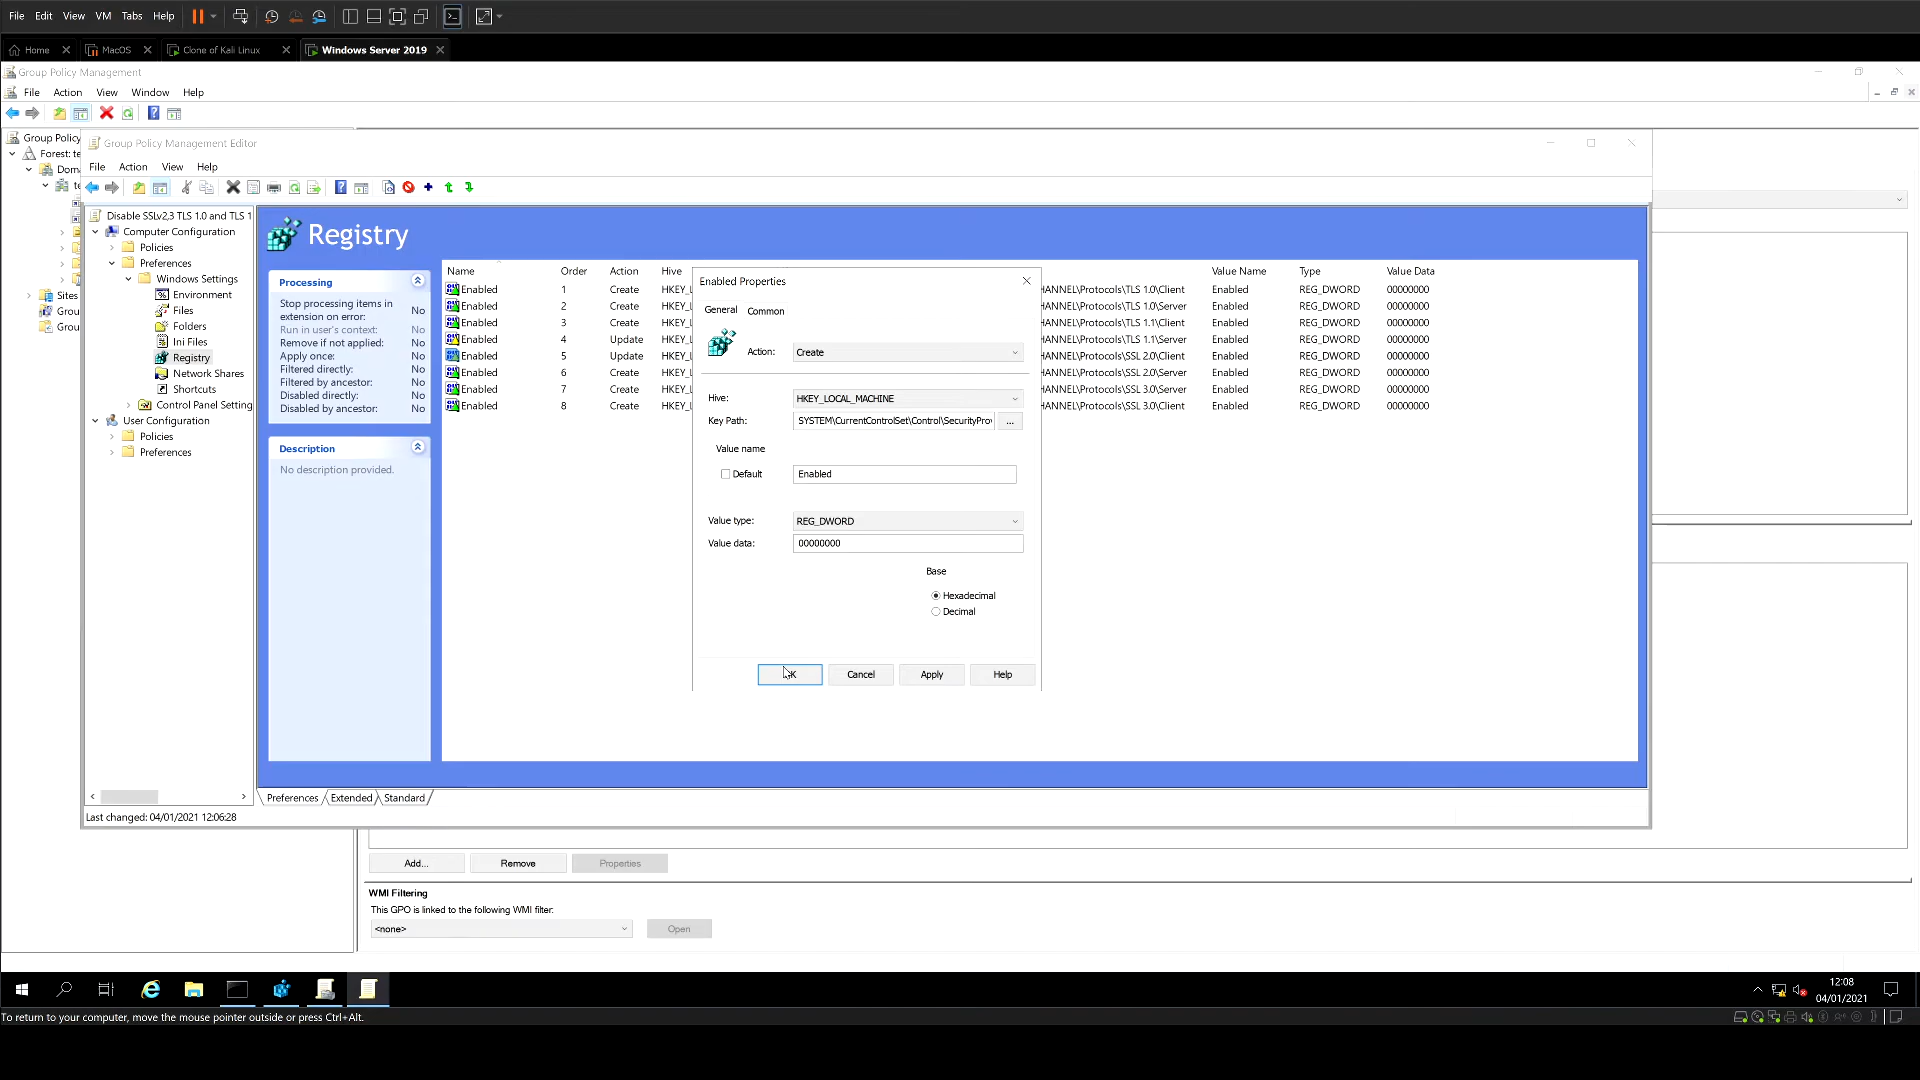 File Edit View VM Tabs Help
Home MacOS Clone of Kali Linux Windows Server 2019
Group Policy Management
File Action View Window Help
Group Policy
Forest: te
Doma
te
Sites
Grou
Grou
Group Policy Management Editor
File Action View Help
Disable SSLv2,3 TLS 1.0 and TLS 1
Computer Configuration
Policies
Preferences
Windows Settings
Environment
Files
Folders
Ini Files
Registry
Network Shares
Shortcuts
Control Panel Setting
User Configuration
Policies
Preferences
Registry
Processing
Stop processing items in extension on error: No
Run in user's context: No
Remove if not applied: No
Apply once: No
Filtered directly: No
Filtered by ancestor: No
Disabled directly: No
Disabled by ancestor: No
Description
No description provided.
Name Order Action Hive Value Name Type Value Data
Enabled 1 Create HKEY_L HANNEL\Protocols\TLS 1.0\Client Enabled REG_DWORD 00000000
Enabled 2 Create HKEY_L HANNEL\Protocols\TLS 1.0\Server Enabled REG_DWORD 00000000
Enabled 3 Create HKEY_L HANNEL\Protocols\TLS 1.1\Client Enabled REG_DWORD 00000000
Enabled 4 Update HKEY_L HANNEL\Protocols\TLS 1.1\Server Enabled REG_DWORD 00000000
Enabled 5 Update HKEY_L HANNEL\Protocols\SSL 2.0\Client Enabled REG_DWORD 00000000
Enabled 6 Create HKEY_L HANNEL\Protocols\SSL 2.0\Server Enabled REG_DWORD 00000000
Enabled 7 Create HKEY_L HANNEL\Protocols\SSL 3.0\Server Enabled REG_DWORD 00000000
Enabled 8 Create HKEY_L HANNEL\Protocols\SSL 3.0\Client Enabled REG_DWORD 00000000
Enabled Properties
General Common
Action: Create
Hive: HKEY_LOCAL_MACHINE
Key Path: SYSTEM\CurrentControlSet\Control\SecurityPro ...
Value name
Default Enabled
Value type: REG_DWORD
Value data: 00000000
Base
Hexadecimal
Decimal
OK Cancel Apply Help
Preferences Extended Standard
Last changed: 04/01/2021 12:06:28
Add... Remove Properties
WMI Filtering
This GPO is linked to the following WMI filter:
<none> Open
12:08
04/01/2021
To return to your computer, move the mouse pointer outside or press Ctrl+Alt.